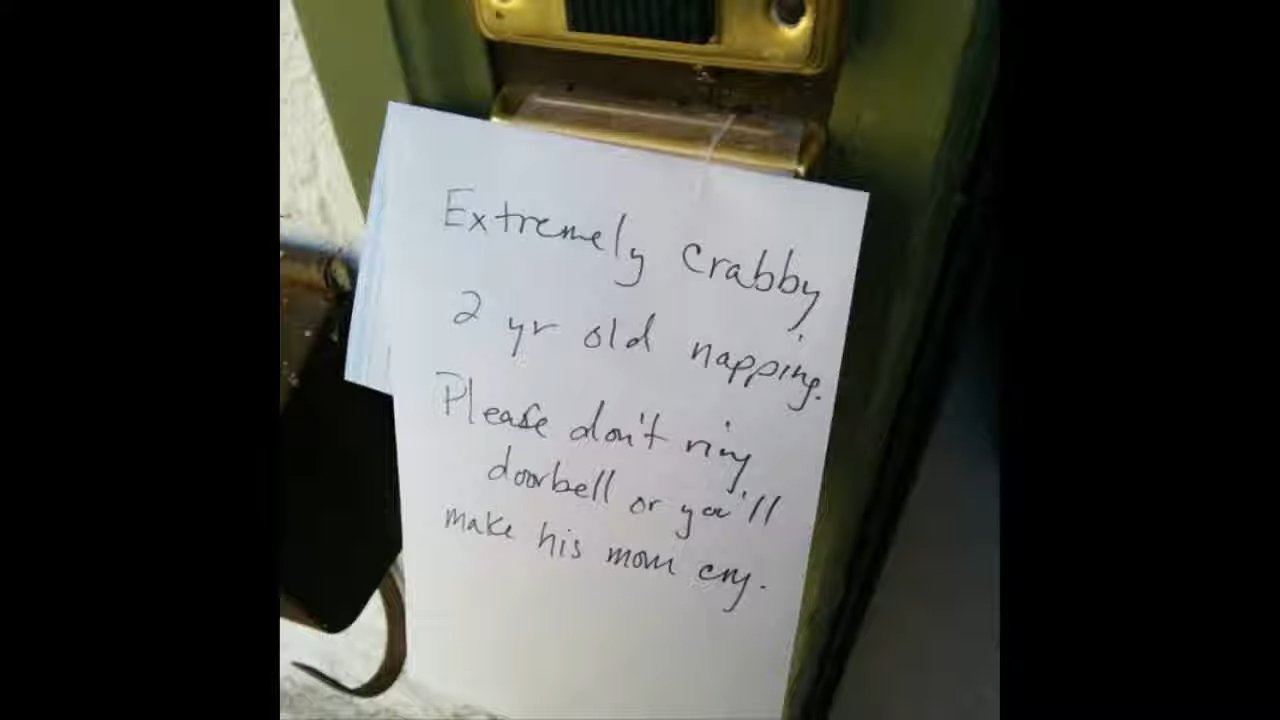 Extremely crabby
2 yr old napping.
Please don't ring
doorbell or you'll
make his mom cry.